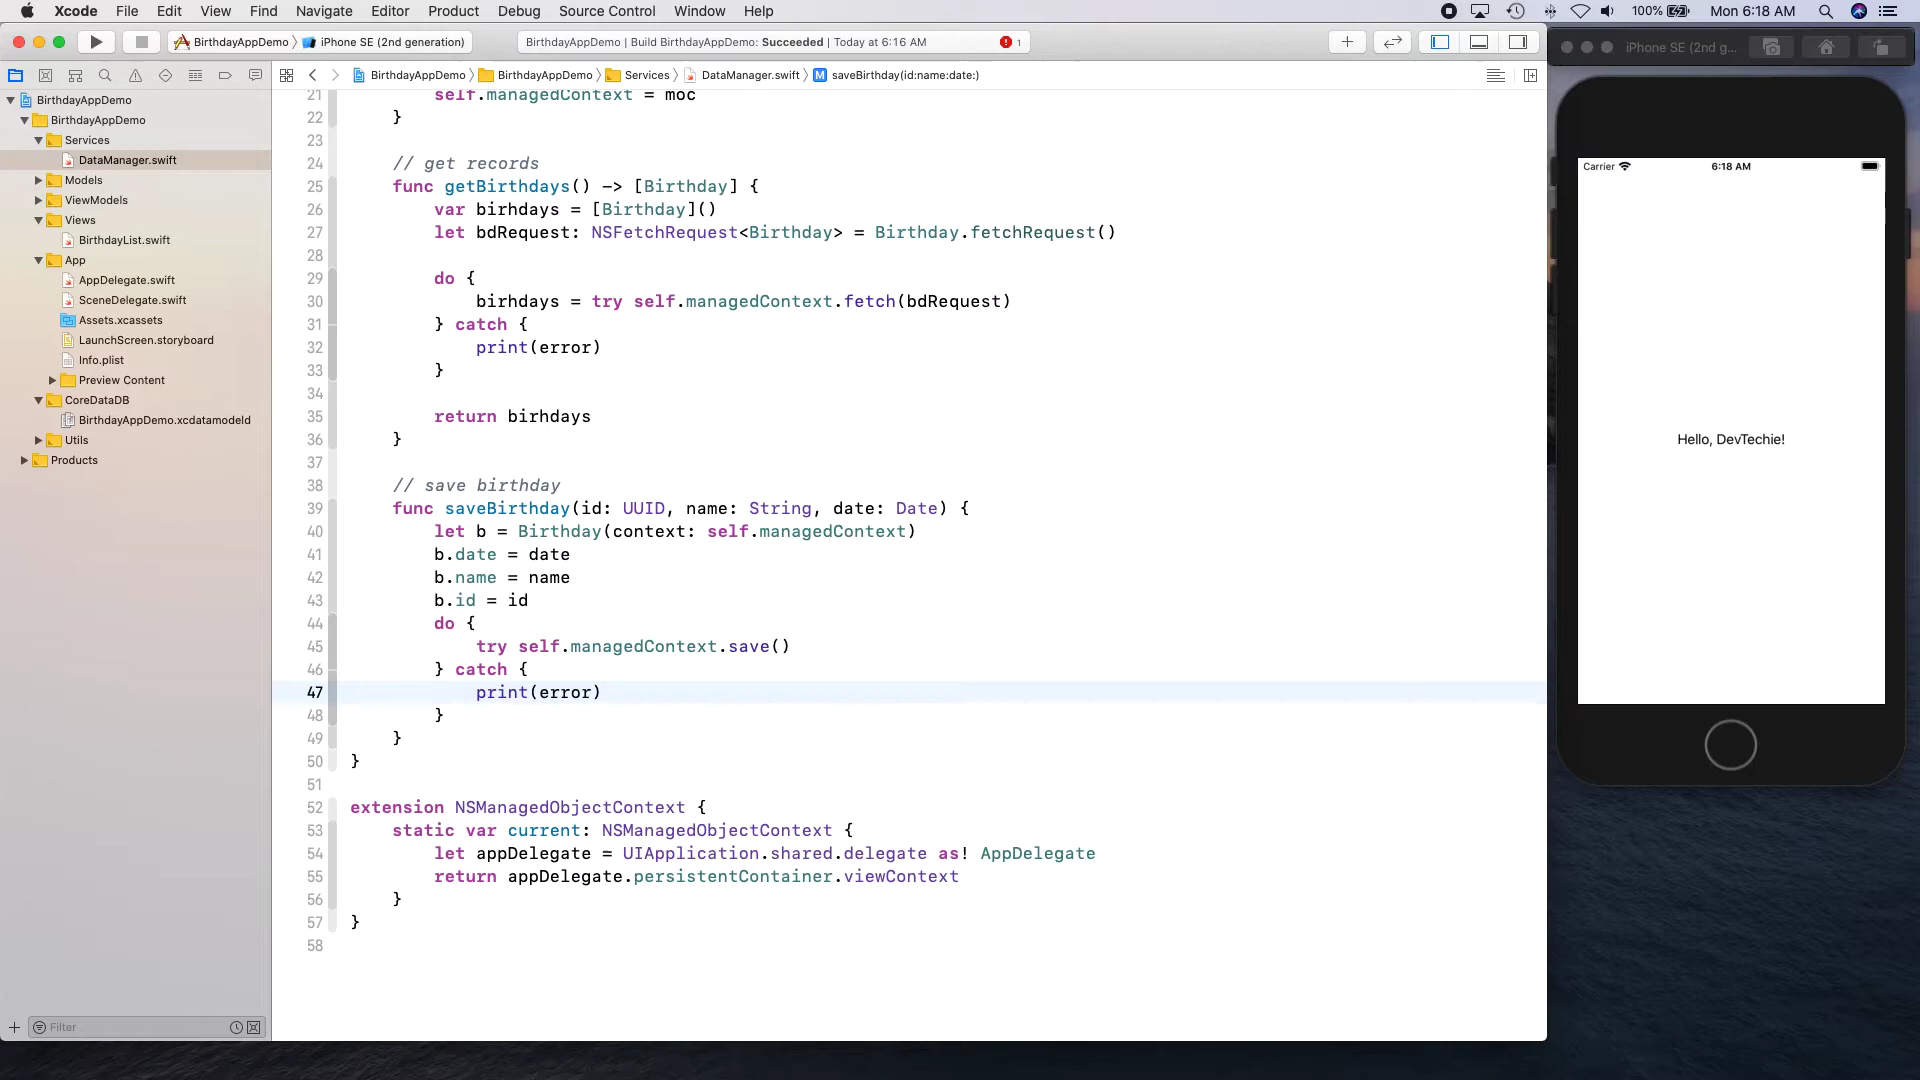 Xcode File Edit View Find Navigate Editor Product Debug Source Control Window Help 100% Mon 6:18 AM
BirthdayAppDemo iPhone SE (2nd generation) BirthdayAppDemo | Build BirthdayAppDemo: Succeeded | Today at 6:16 AM 1
iPhone SE (2nd g...
BirthdayAppDemo BirthdayAppDemo Services DataManager.swift M saveBirthday(id:name:date:)
BirthdayAppDemo
BirthdayAppDemo
Services
DataManager.swift
Models
ViewModels
Views
BirthdayList.swift
App
AppDelegate.swift
SceneDelegate.swift
Assets.xcassets
LaunchScreen.storyboard
Info.plist
Preview Content
CoreDataDB
BirthdayAppDemo.xcdatamodeld
Utils
Products
Filter
21 self.managedContext = moc
22 }
23
24 // get records
25 func getBirthdays() -> [Birthday] {
26 var birhdays = [Birthday]()
27 let bdRequest: NSFetchRequest<Birthday> = Birthday.fetchRequest()
28
29 do {
30 birhdays = try self.managedContext.fetch(bdRequest)
31 } catch {
32 print(error)
33 }
34
35 return birhdays
36 }
37
38 // save birthday
39 func saveBirthday(id: UUID, name: String, date: Date) {
40 let b = Birthday(context: self.managedContext)
41 b.date = date
42 b.name = name
43 b.id = id
44 do {
45 try self.managedContext.save()
46 } catch {
47 print(error)
48 }
49 }
50 }
51
52 extension NSManagedObjectContext {
53 static var current: NSManagedObjectContext {
54 let appDelegate = UIApplication.shared.delegate as! AppDelegate
55 return appDelegate.persistentContainer.viewContext
56 }
57 }
58
Carrier 6:18 AM
Hello, DevTechie!